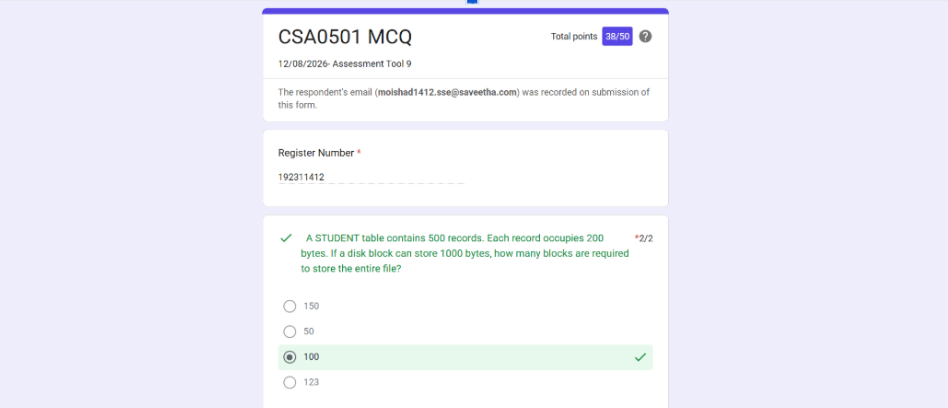 CSA0501 MCQ
Total points 38/50
12/08/2026- Assessment Tool 9
The respondent's email (moishad1412.sse@saveetha.com) was recorded on submission of
this form.
Register Number *
192311412
A STUDENT table contains 500 records. Each record occupies 200 *2/2
bytes. If a disk block can store 1000 bytes, how many blocks are required
to store the entire file?
150
50
100
123